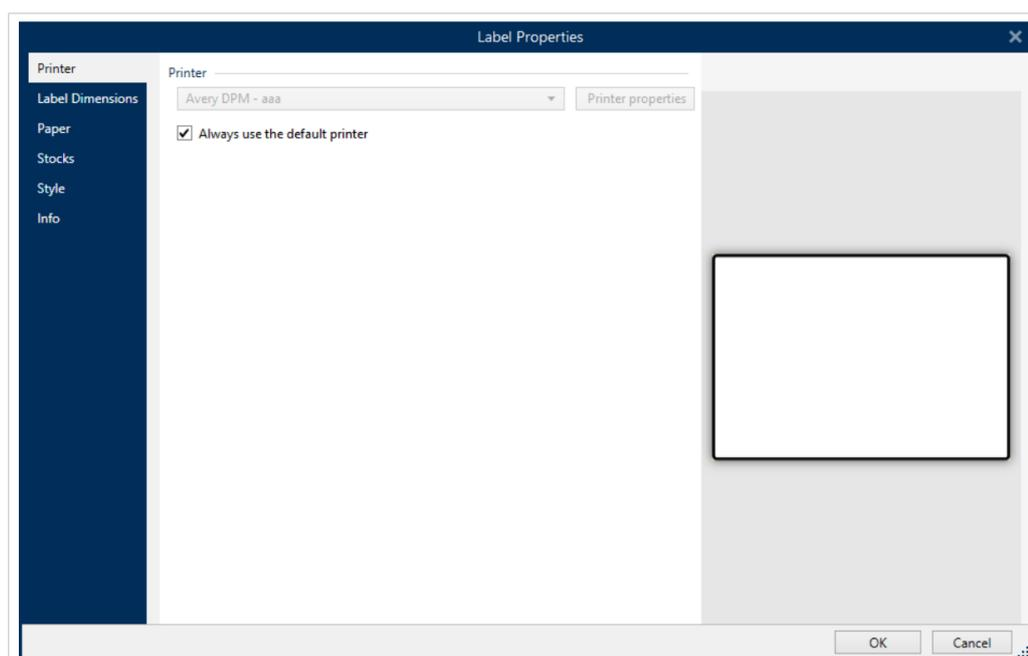 Label Properties
Printer
Label Dimensions
Paper
Stocks
Style
Info
Printer
Avery DPM - aaa
Printer properties
Always use the default printer
OK
Cancel